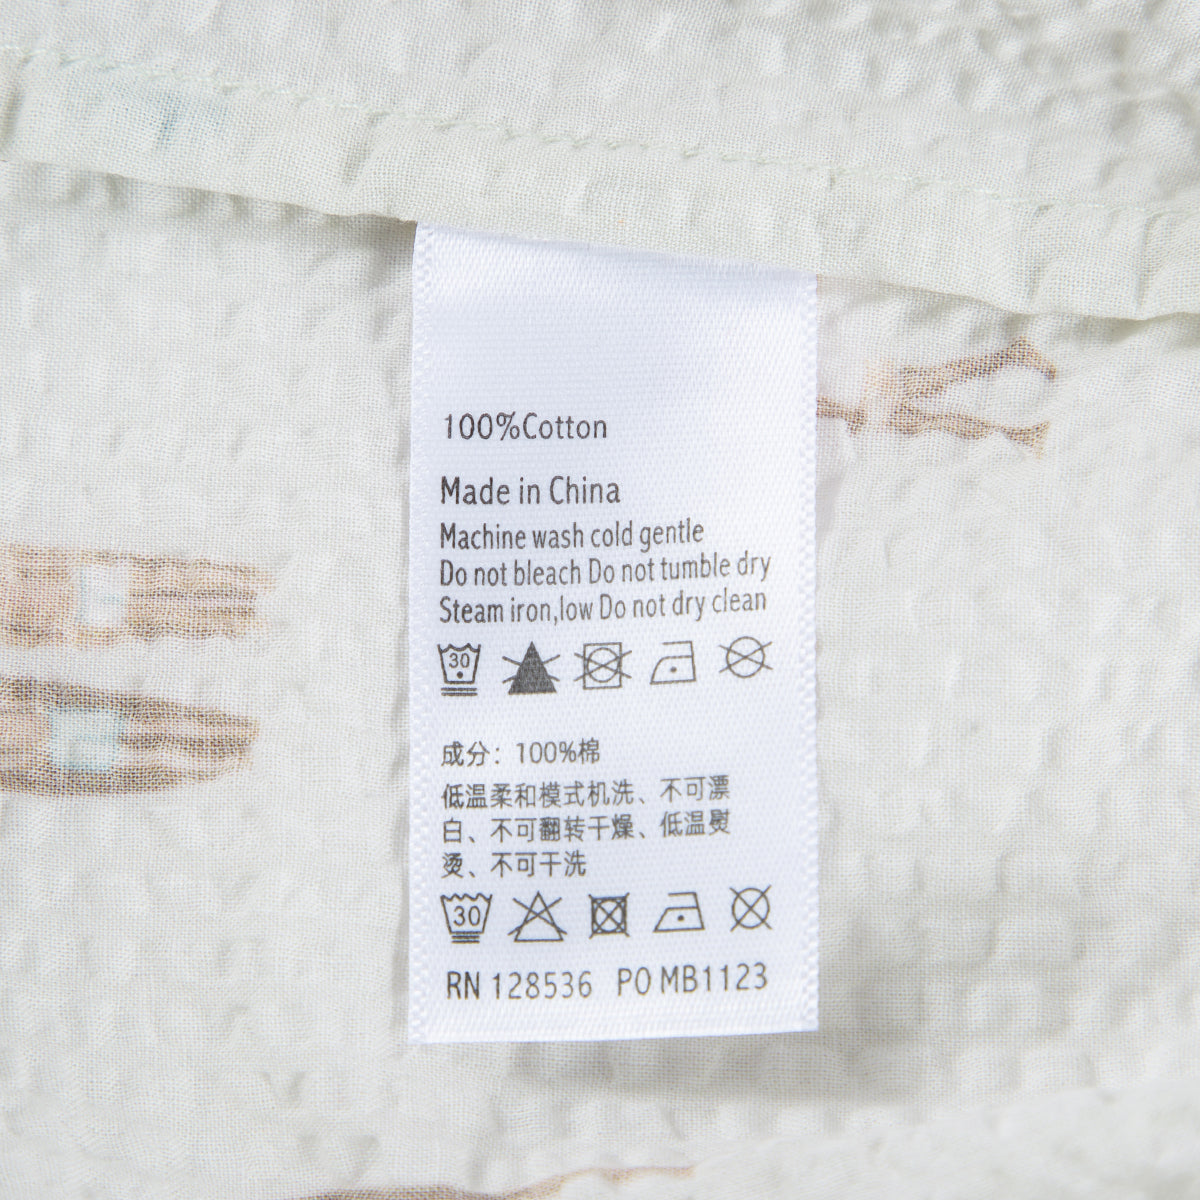 100%Cotton
Made in China
Machine wash cold gentle
Do not bleach Do not tumble dry
Steam iron,low Do not dry clean
30
成分：100%棉
低温柔和模式机洗、不可漂
白、不可翻转干燥、低温熨
烫、不可干洗
30
RN 128536 PO MB1123